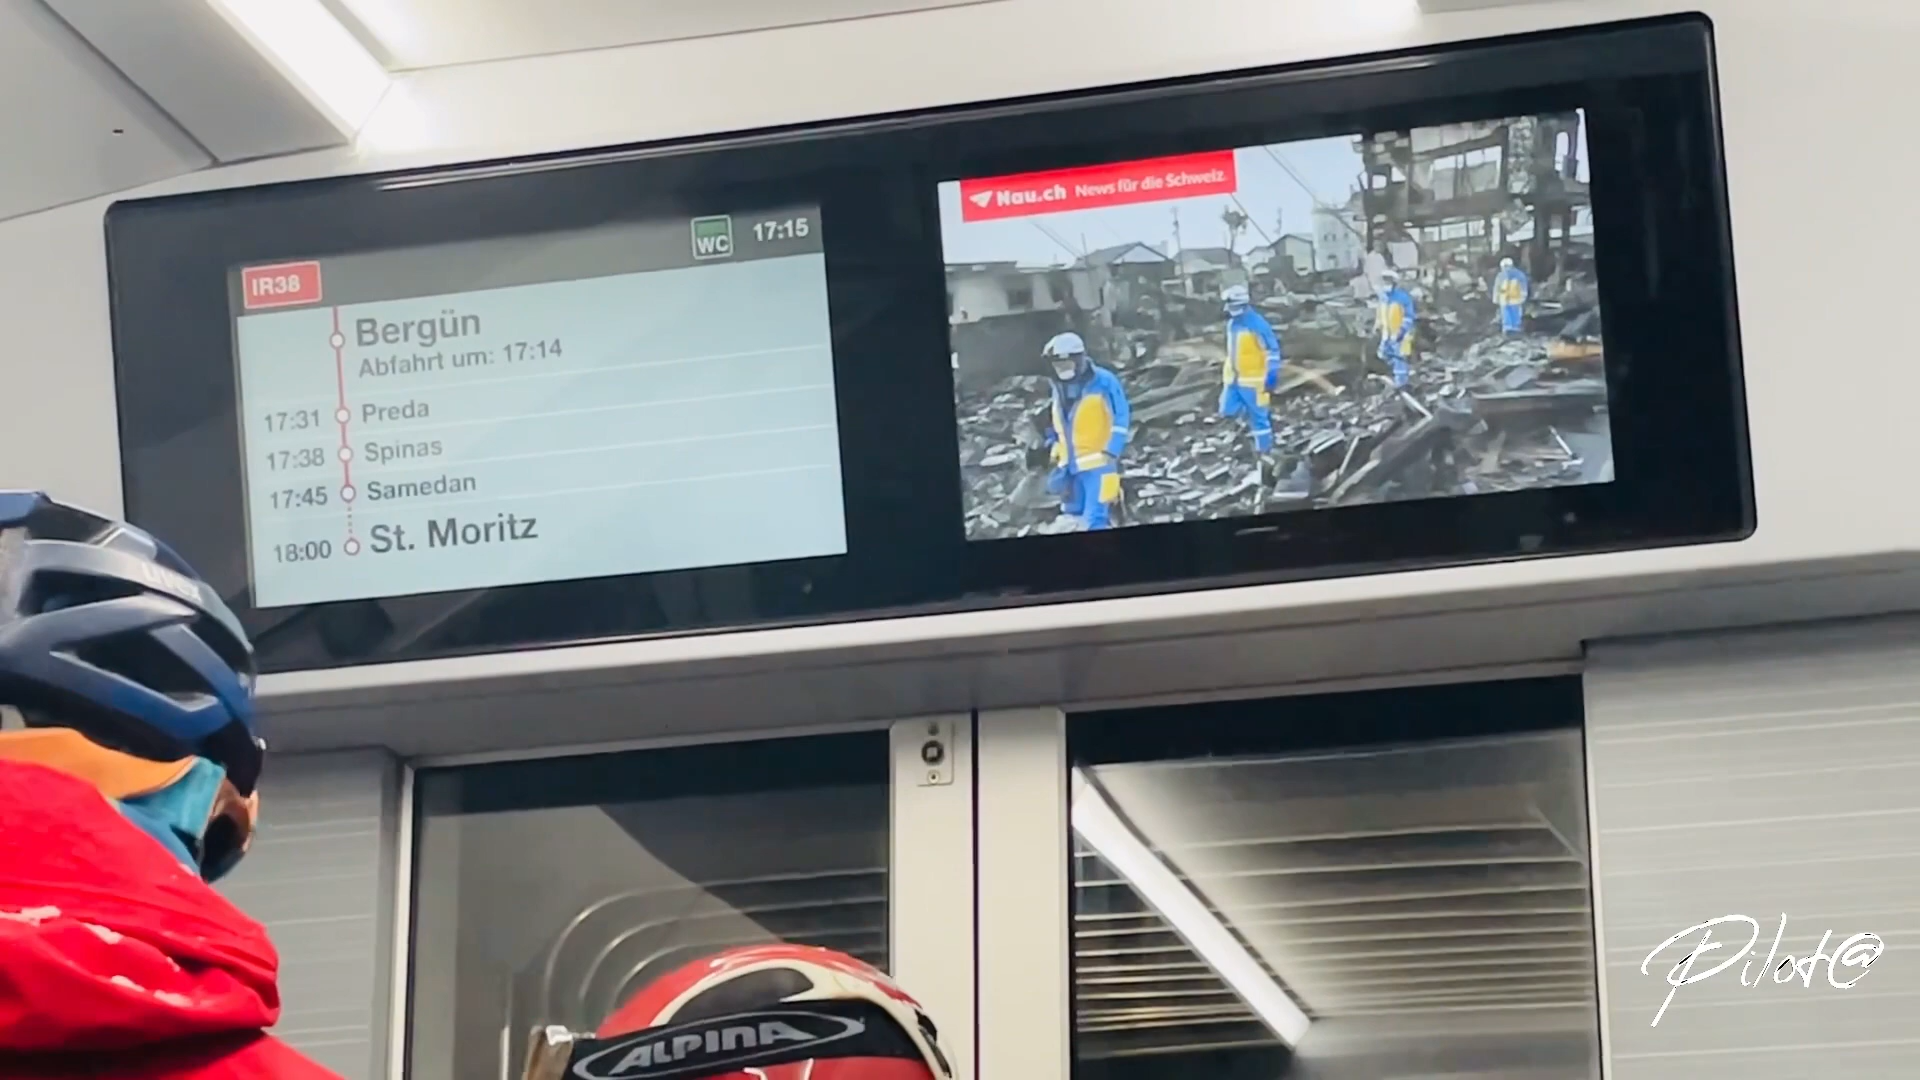 WC 17:15
IR38
Bergün
Abfahrt um: 17:14
17:31 Preda
17:38 Spinas
17:45 Samedan
18:00 St. Moritz
Nau.ch News für die Schweiz.
ALPINA
Pilot@